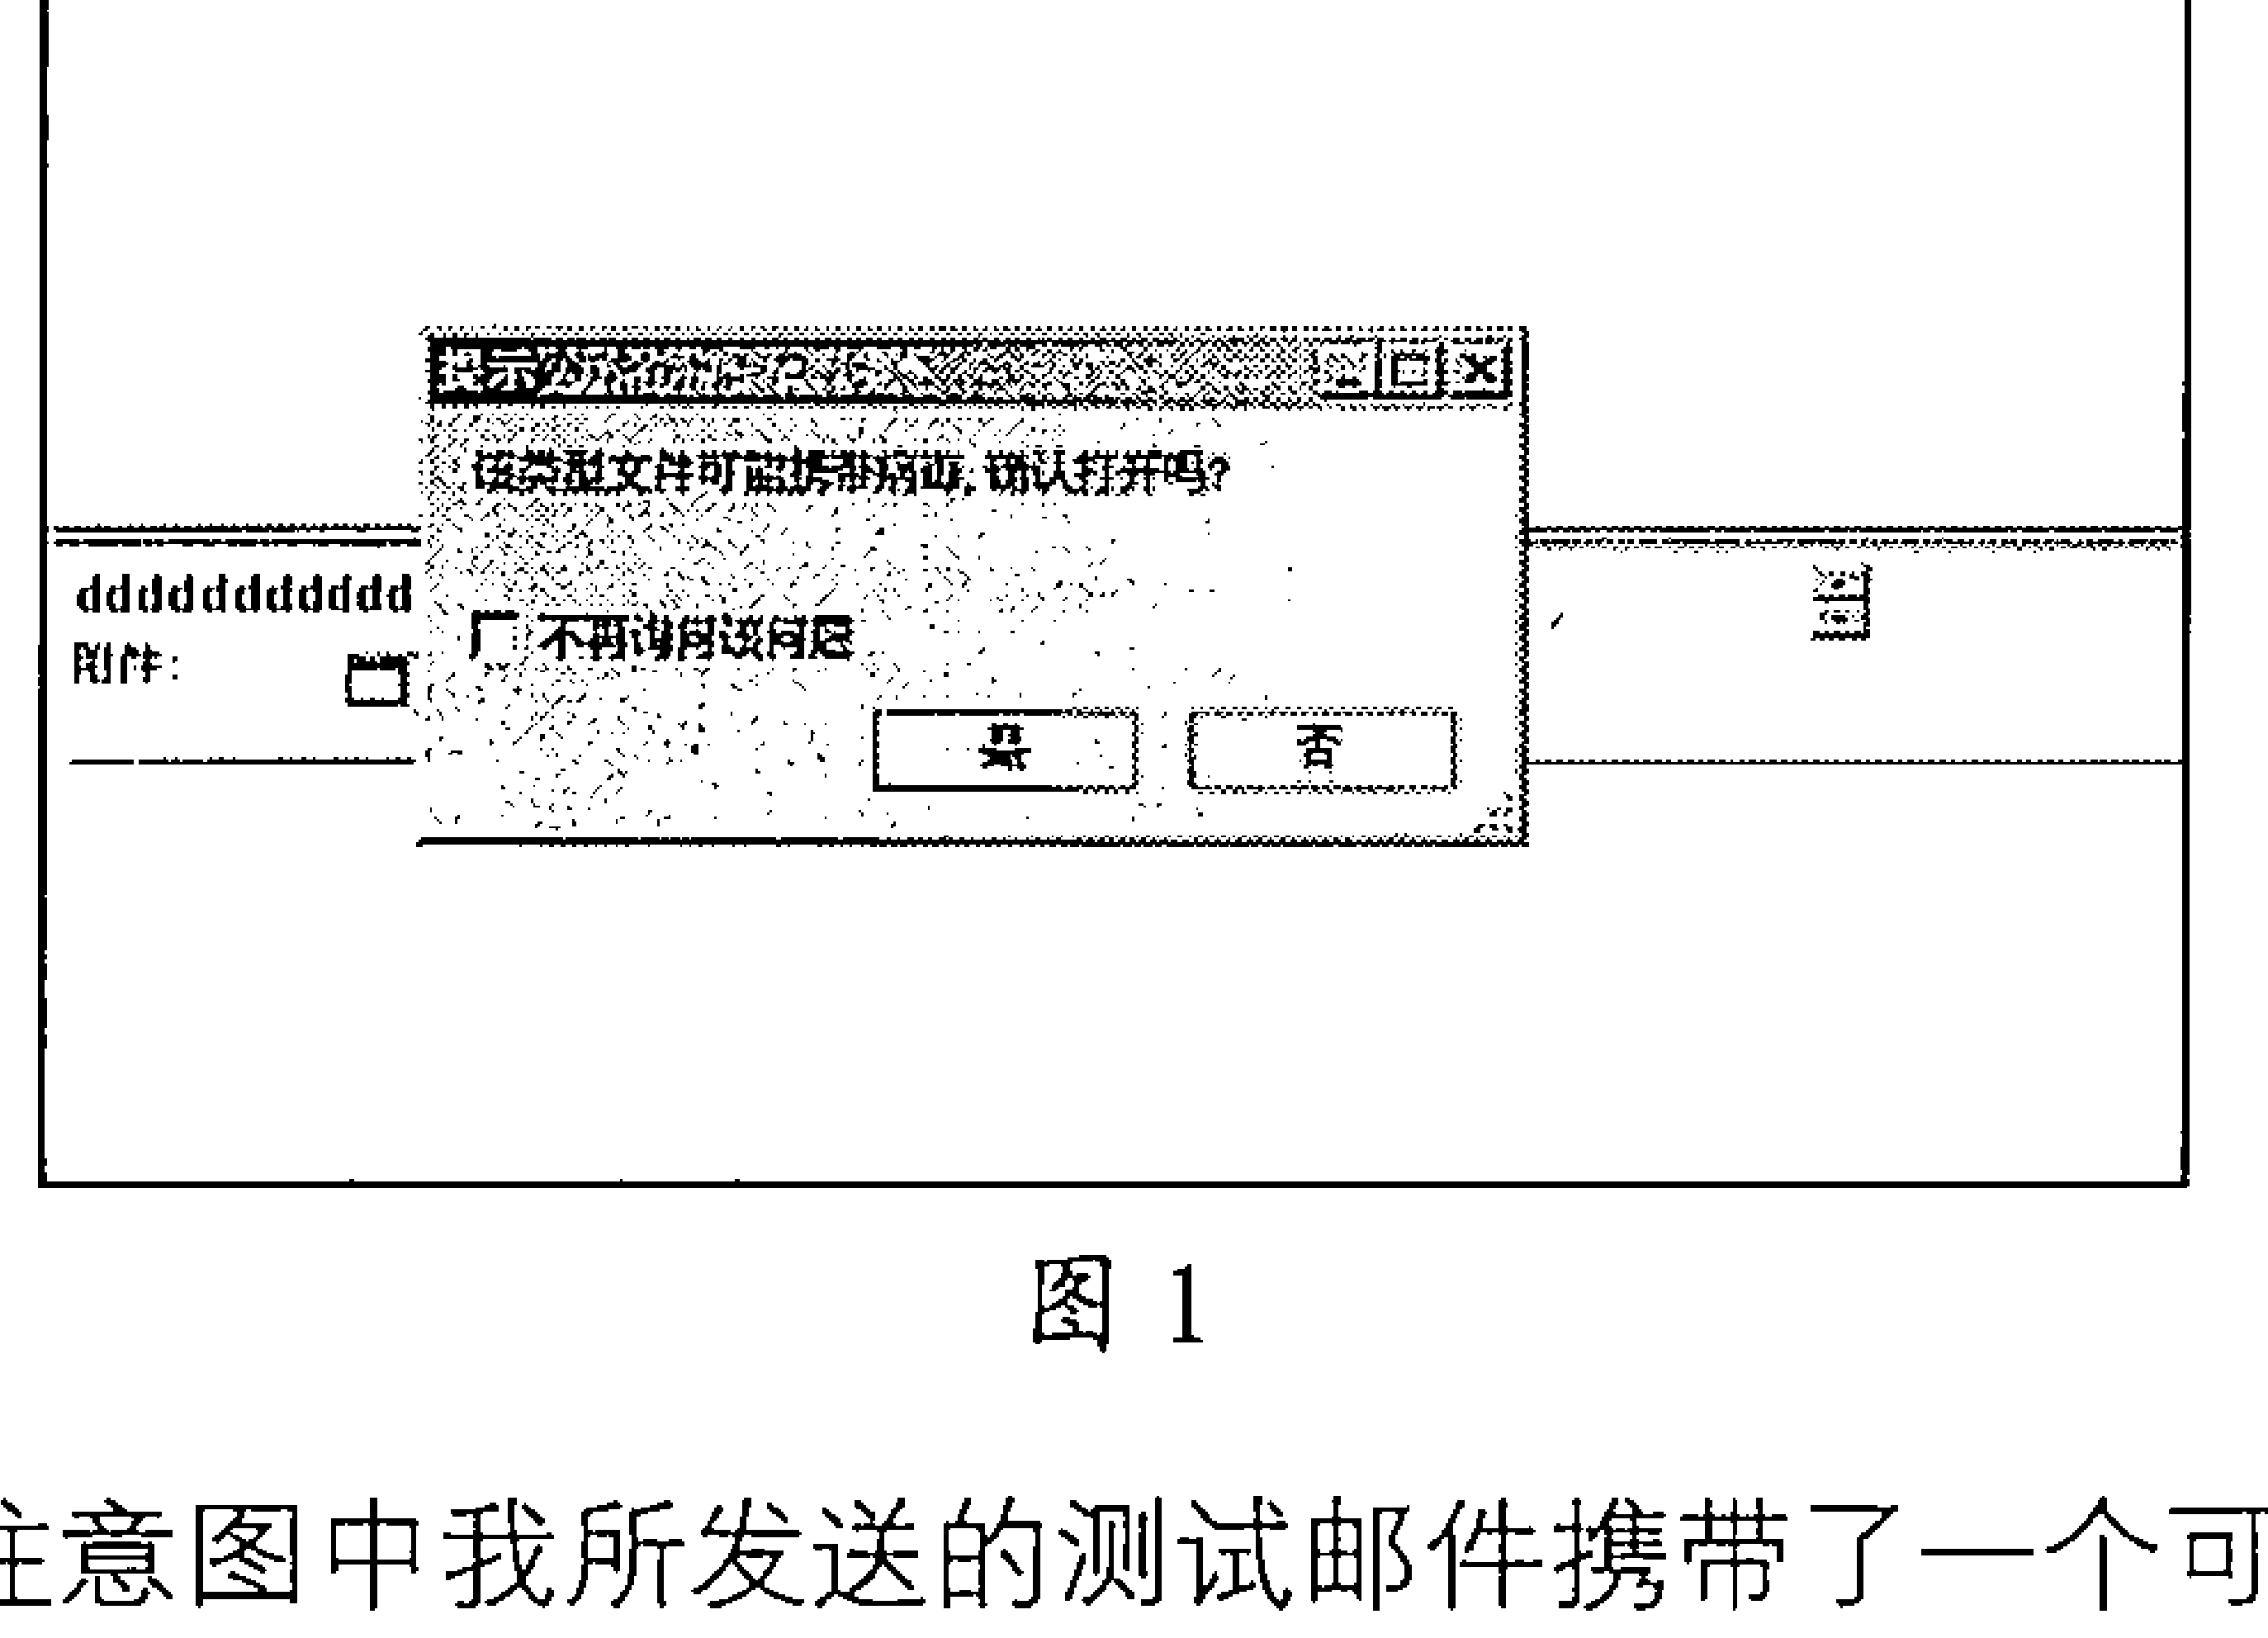 提示
该类型文件可能携带病毒,确认打开吗?
dddddddddddd
附件:
不再询问该问题
是
否
图 1
注意图中我所发送的测试邮件携带了一个可